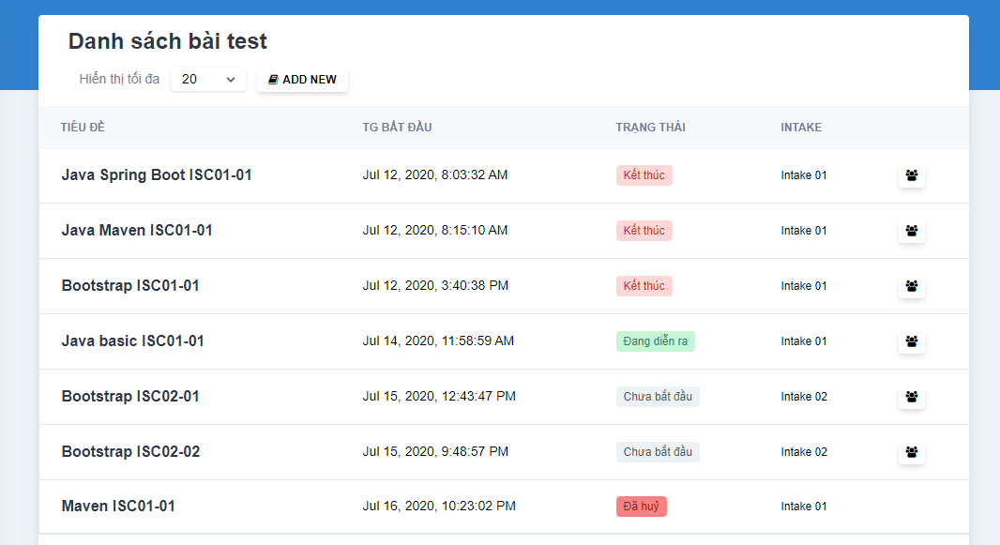 Danh sách bài test
Hiển thị tối đa 20 ADD NEW
TIÊU ĐỀ TG BẮT ĐẦU TRẠNG THÁI INTAKE
Java Spring Boot ISC01-01 Jul 12, 2020, 8:03:32 AM Kết thúc Intake 01
Java Maven ISC01-01 Jul 12, 2020, 8:15:10 AM Kết thúc Intake 01
Bootstrap ISC01-01 Jul 12, 2020, 3:40:38 PM Kết thúc Intake 01
Java basic ISC01-01 Jul 14, 2020, 11:58:59 AM Đang diễn ra Intake 01
Bootstrap ISC02-01 Jul 15, 2020, 12:43:47 PM Chưa bắt đầu Intake 02
Bootstrap ISC02-02 Jul 15, 2020, 9:48:57 PM Chưa bắt đầu Intake 02
Maven ISC01-01 Jul 16, 2020, 10:23:02 PM Đã huỷ Intake 01